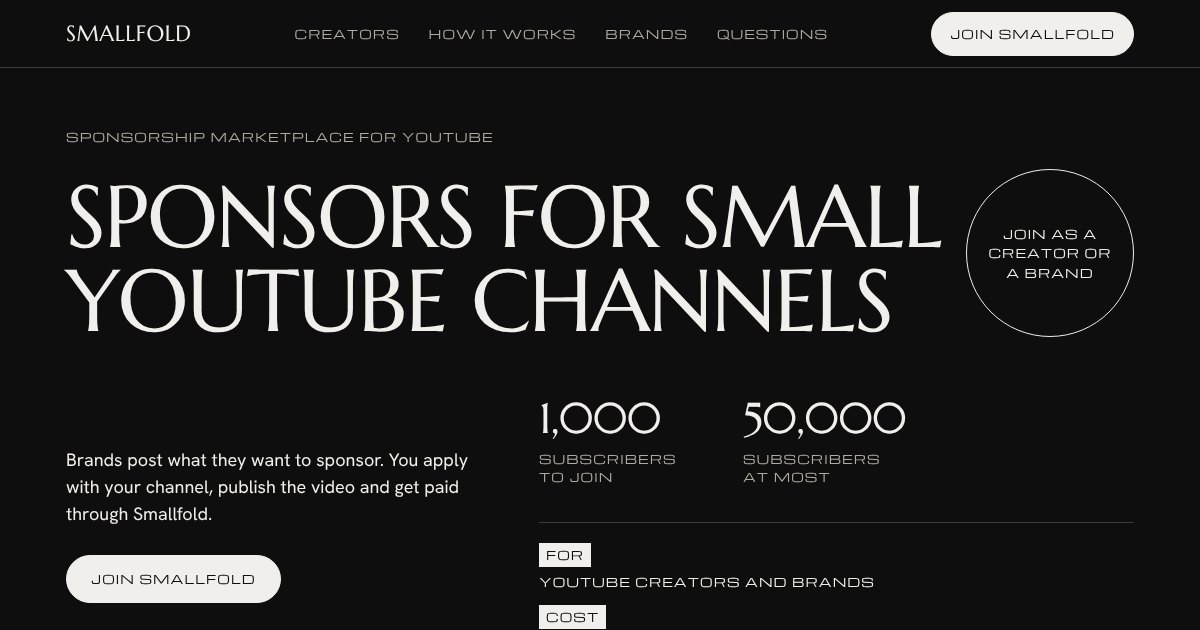 SMALLFOLD
CREATORS
HOW IT WORKS
BRANDS
QUESTIONS
JOIN SMALLFOLD
SPONSORSHIP MARKETPLACE FOR YOUTUBE
SPONSORS FOR SMALL
YOUTUBE CHANNELS
JOIN AS A
CREATOR OR
A BRAND
Brands post what they want to sponsor. You apply
with your channel, publish the video and get paid
through Smallfold.
JOIN SMALLFOLD
1,000
SUBSCRIBERS
TO JOIN
50,000
SUBSCRIBERS
AT MOST
FOR
YOUTUBE CREATORS AND BRANDS
COST